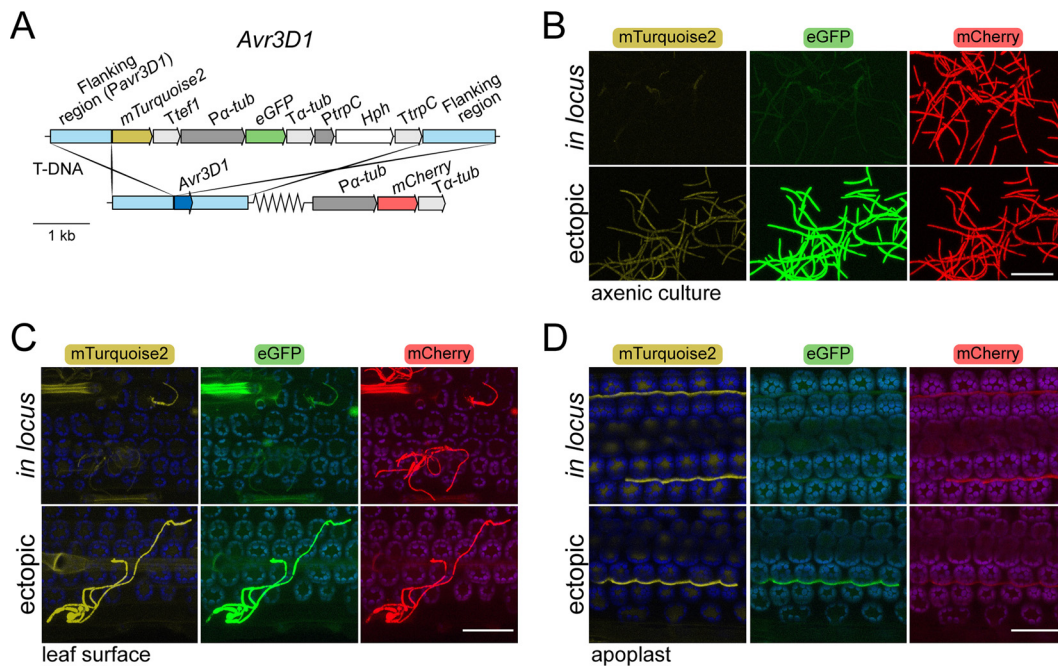 A
Avr3D1
Flanking
region (Pavr3D1)
mTurquoise2
Ttef1
Pα-tub
eGFP
Tα-tub
PtrpC
Hph
TtrpC
Flanking
region
T-DNA
Avr3D1
Pα-tub
mCherry
Tα-tub
1 kb
B
mTurquoise2 eGFP mCherry
in locus
ectopic
axenic culture
C
mTurquoise2 eGFP mCherry
in locus
ectopic
leaf surface
D
mTurquoise2 eGFP mCherry
in locus
ectopic
apoplast